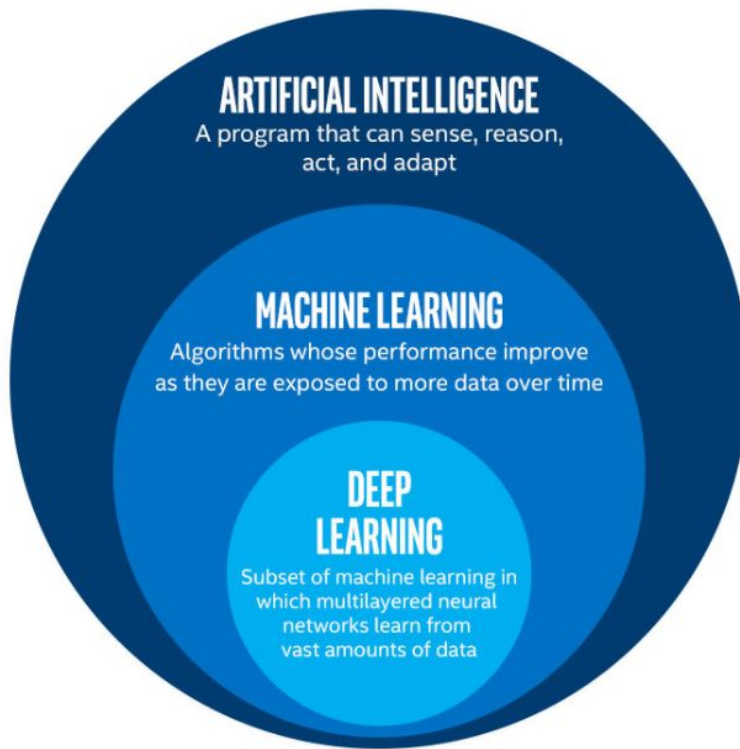 ARTIFICIAL INTELLIGENCE
A program that can sense, reason,
act, and adapt
MACHINE LEARNING
Algorithms whose performance improve
as they are exposed to more data over time
DEEP
LEARNING
Subset of machine learning in
which multilayered neural
networks learn from
vast amounts of data